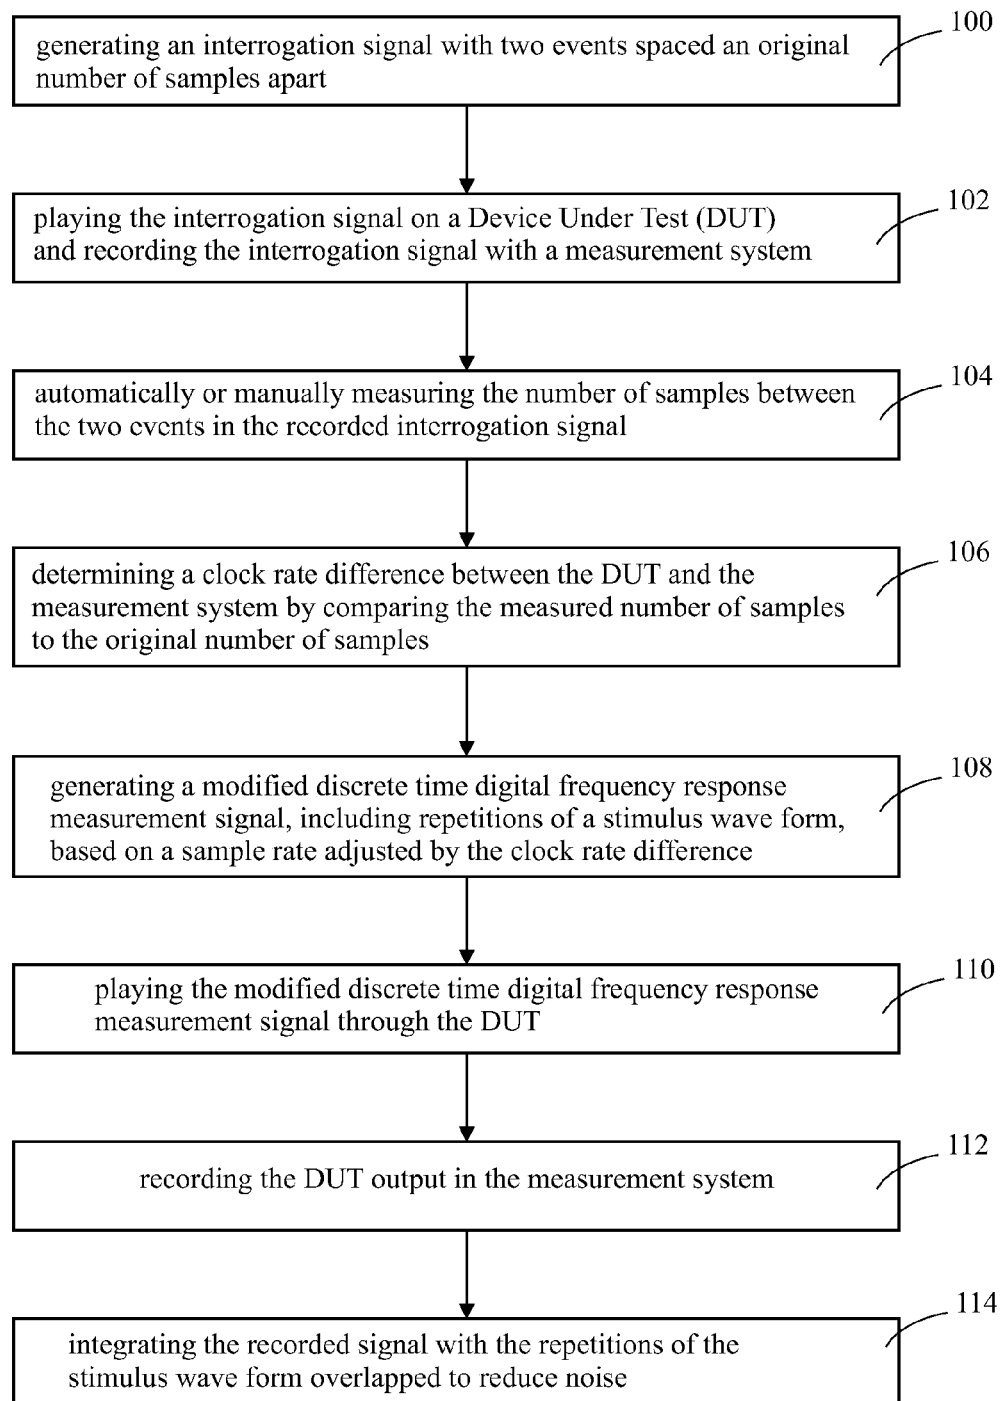 100
generating an interrogation signal with two events spaced an original
number of samples apart
102
playing the interrogation signal on a Device Under Test (DUT)
and recording the interrogation signal with a measurement system
104
automatically or manually measuring the number of samples between
the two events in the recorded interrogation signal
106
determining a clock rate difference between the DUT and the
measurement system by comparing the measured number of samples
to the original number of samples
108
generating a modified discrete time digital frequency response
measurement signal, including repetitions of a stimulus wave form,
based on a sample rate adjusted by the clock rate difference
110
playing the modified discrete time digital frequency response
measurement signal through the DUT
112
recording the DUT output in the measurement system
114
integrating the recorded signal with the repetitions of the
stimulus wave form overlapped to reduce noise